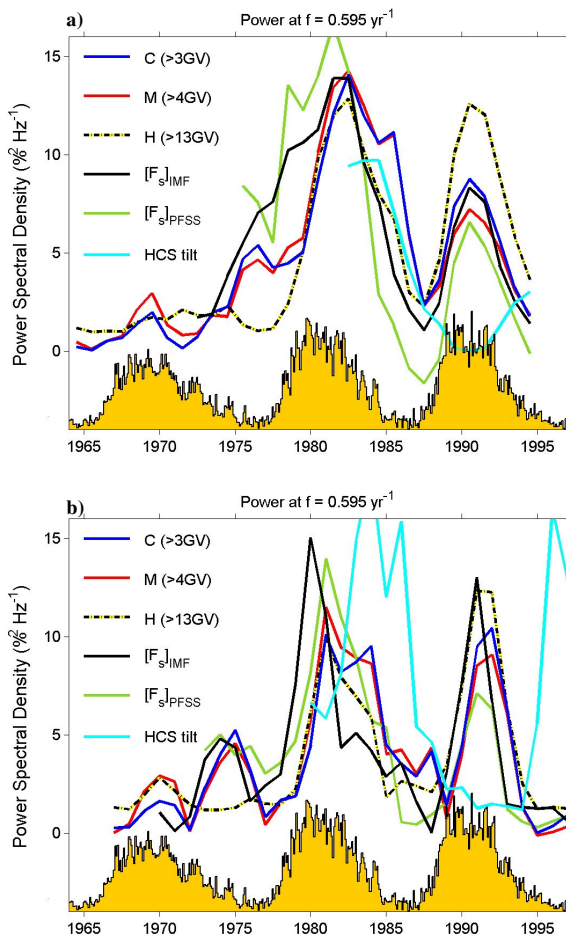 a)
Power at f = 0.595 yr-1
Power Spectral Density (%2 Hz-1)
15
10
5
0
C (>3GV)
M (>4GV)
H (>13GV)
[Fs]IMF
[Fs]PFSS
HCS tilt
1965 1970 1975 1980 1985 1990 1995
b)
Power at f = 0.595 yr-1
Power Spectral Density (%2 Hz-1)
15
10
5
0
C (>3GV)
M (>4GV)
H (>13GV)
[Fs]IMF
[Fs]PFSS
HCS tilt
1965 1970 1975 1980 1985 1990 1995